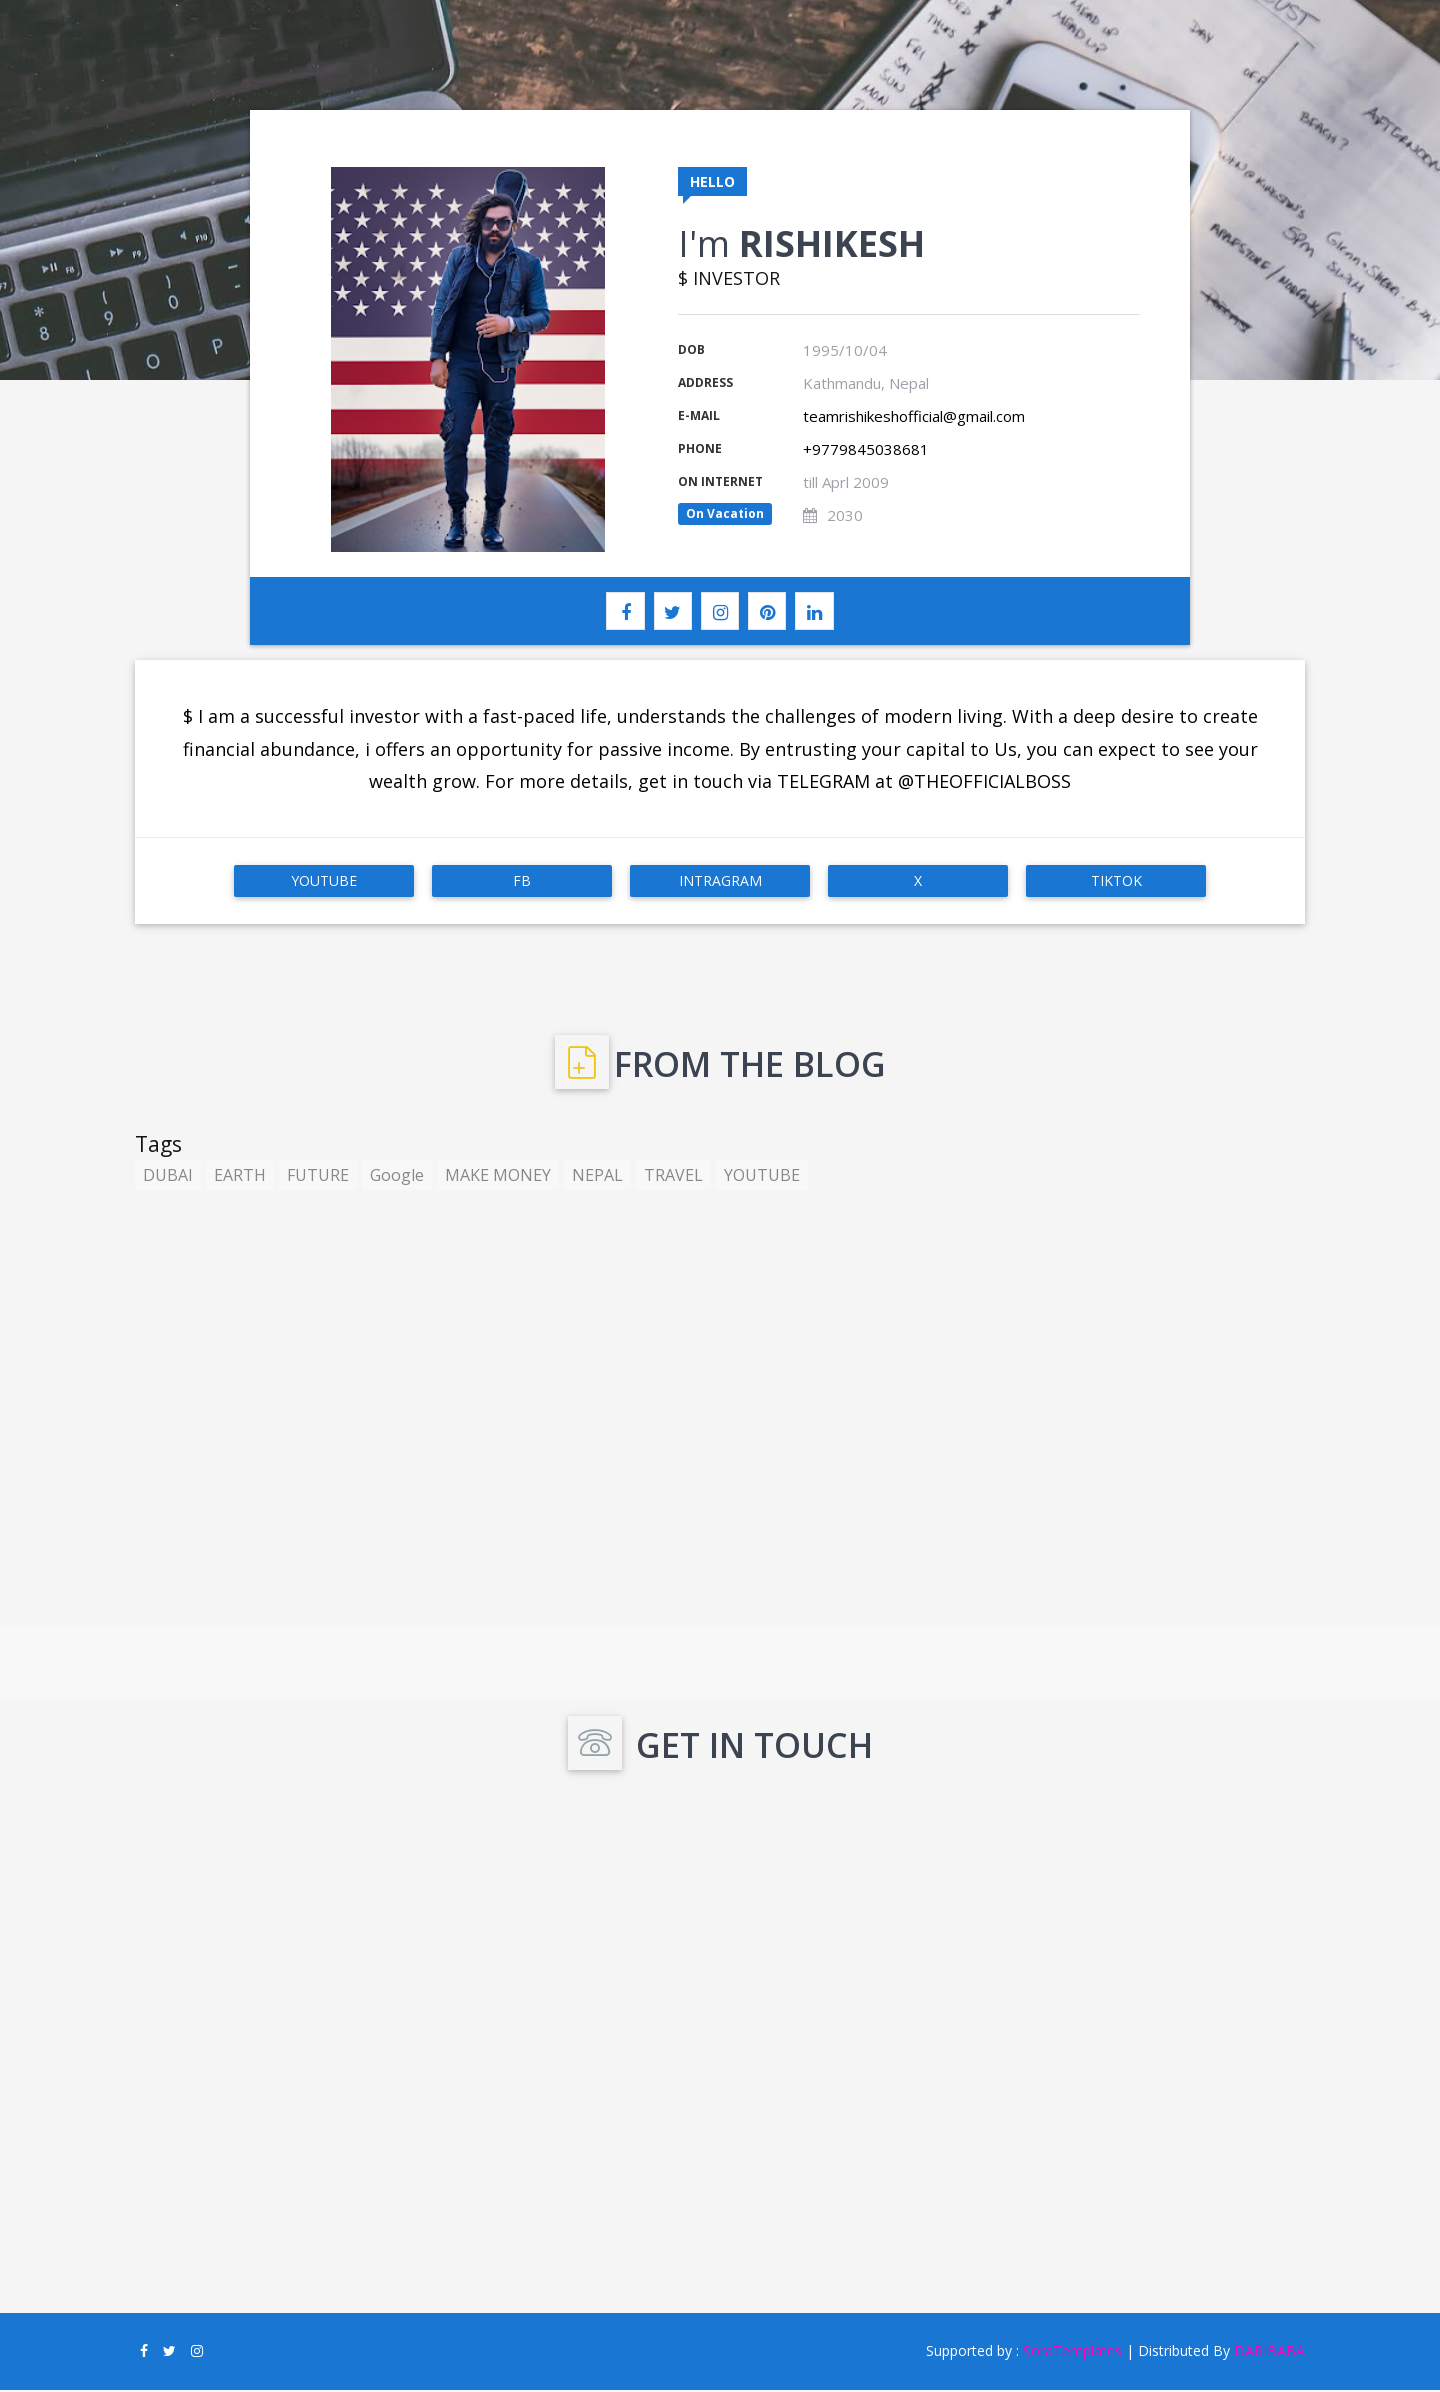 HELLO
I'm RISHIKESH
$ INVESTOR
DOB 1995/10/04
ADDRESS Kathmandu, Nepal
E-MAIL teamrishikeshofficial@gmail.com
PHONE +9779845038681
ON INTERNET till Aprl 2009
On Vacation 2030
$ I am a successful investor with a fast-paced life, understands the challenges of modern living. With a deep desire to create
financial abundance, i offers an opportunity for passive income. By entrusting your capital to Us, you can expect to see your
wealth grow. For more details, get in touch via TELEGRAM at @THEOFFICIALBOSS
YOUTUBE FB INTRAGRAM X TIKTOK
FROM THE BLOG
Tags
DUBAI EARTH FUTURE Google MAKE MONEY NEPAL TRAVEL YOUTUBE
GET IN TOUCH
Supported by : SoraTemplates | Distributed By